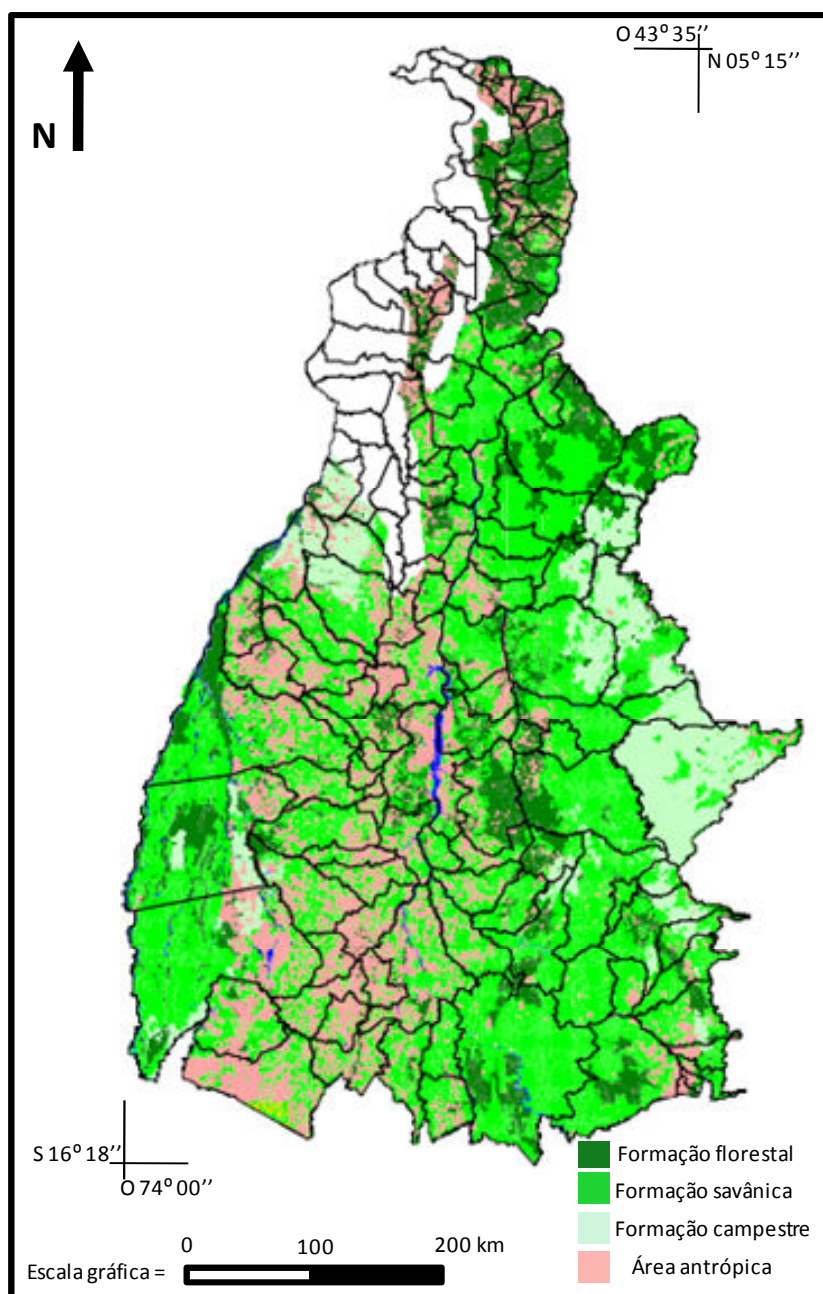 O 43º 35’’
N 05º 15’’
N
S 16º 18’’
O 74º 00’’
Formação florestal
Formação savânica
Formação campestre
Área antrópica
0
100
200 km
Escala gráfica =